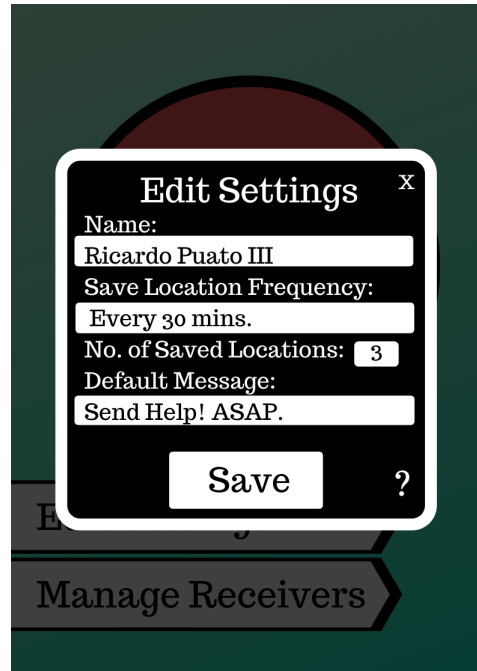 Edit Settings
x
Name:
Ricardo Puato III
Save Location Frequency:
Every 30 mins.
No. of Saved Locations: 3
Default Message:
Send Help! ASAP.
Save
?
Manage Receivers